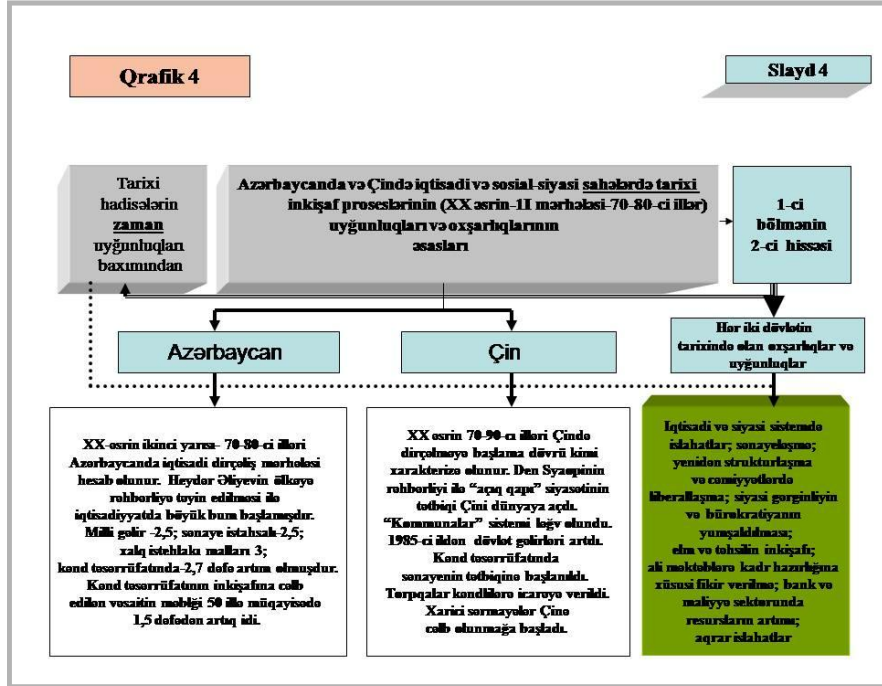 Qrafik 4
Slayd 4
Tarixi
hadisələrin
zaman
uyğunluqları
baxımından
Azərbaycanda və Çində iqtisadi və sosial-siyasi sahələrdə tarixi
inkişaf proseslərinin (XX əsrin-1I mərhələsi-70-80-ci illər)
uyğunluqları və oxşarlıqlarının
əsasları
1-ci
bölmənin
2-ci hissəsi
Azərbaycan
Çin
Hər iki dövlətin
tarixində olan oxşarlıqlar və
uyğunluqlar
XX-əsrin ikinci yarısı- 70-80-ci illəri
Azərbaycanda iqtisadi dirçəliş mərhələsi
hesab olunur. Heydər Əliyevin ölkəyə
rəhbərliyə təyin edilməsi ilə
iqtisadiyyatda böyük bum başlamışdır.
Milli gəlir -2,5; sənaye istahsalı-2,5;
xalq istehlakı malları 3;
kənd təsərrüfatında-2,7 dəfə artım olmuşdur.
Kənd təsərrüfatının inkişafına cəlb
edilən vəsaitin məbləği 50 illə müqayisədə
1,5 dəfədən artıq idi.
XX əsrin 70-90-cı illəri Çində
dirçəlməyə başlama dövrü kimi
xarakterizə olunur. Den Syaopinin
rəhbərliyi ilə “açıq qapı” siyasətinin
tətbiqi Çini dünyaya açdı.
“Kommunalar” sistemi ləğv olundu.
1985-ci ildən dövlət gəlirləri artdı.
Kənd təsərrüfatında
sənayenin tətbiqinə başlanıldı.
Torpqalar kəndlilərə icarəyə verildi.
Xarici sərmayələr Çinə
cəlb olunmağa başladı.
Iqtisadi və siyasi sistemdə
islahatlar; sənayeləşmə;
yenidən strukturlaşma
və cəmiyyətlərdə
liberallaşma; siyasi gərginliyin
və bürokratiyanın
yumşaldılması;
elm və təhsilin inkişafı;
ali məktəblərə kadr hazırlığına
xüsusi fikir verilmə; bank və
maliyyə sektorunda
resursların artımı;
aqrar islahatlar